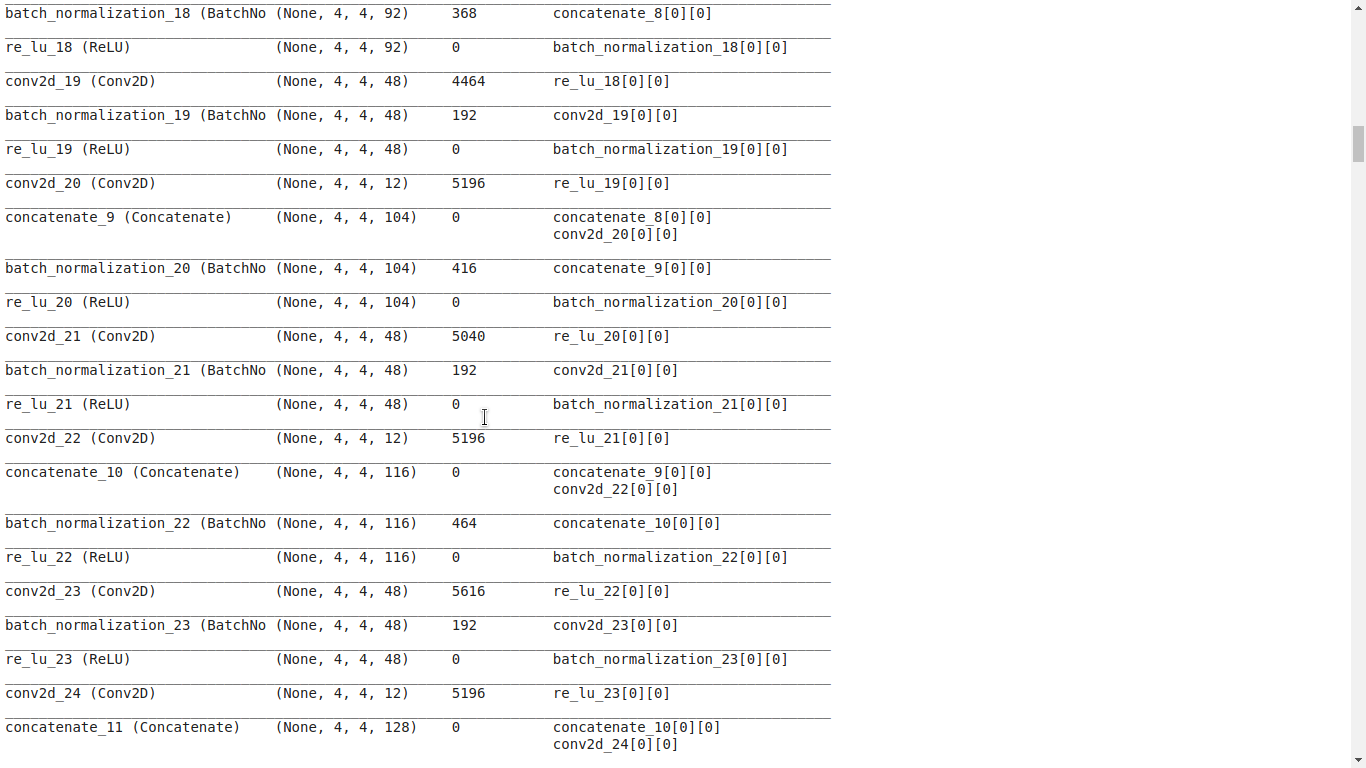 batch_normalization_18 (BatchNo (None, 4, 4, 92) 368 concatenate_8[0][0]
re_lu_18 (ReLU) (None, 4, 4, 92) 0 batch_normalization_18[0][0]
conv2d_19 (Conv2D) (None, 4, 4, 48) 4464 re_lu_18[0][0]
batch_normalization_19 (BatchNo (None, 4, 4, 48) 192 conv2d_19[0][0]
re_lu_19 (ReLU) (None, 4, 4, 48) 0 batch_normalization_19[0][0]
conv2d_20 (Conv2D) (None, 4, 4, 12) 5196 re_lu_19[0][0]
concatenate_9 (Concatenate) (None, 4, 4, 104) 0 concatenate_8[0][0]
conv2d_20[0][0]
batch_normalization_20 (BatchNo (None, 4, 4, 104) 416 concatenate_9[0][0]
re_lu_20 (ReLU) (None, 4, 4, 104) 0 batch_normalization_20[0][0]
conv2d_21 (Conv2D) (None, 4, 4, 48) 5040 re_lu_20[0][0]
batch_normalization_21 (BatchNo (None, 4, 4, 48) 192 conv2d_21[0][0]
re_lu_21 (ReLU) (None, 4, 4, 48) 0 batch_normalization_21[0][0]
conv2d_22 (Conv2D) (None, 4, 4, 12) 5196 re_lu_21[0][0]
concatenate_10 (Concatenate) (None, 4, 4, 116) 0 concatenate_9[0][0]
conv2d_22[0][0]
batch_normalization_22 (BatchNo (None, 4, 4, 116) 464 concatenate_10[0][0]
re_lu_22 (ReLU) (None, 4, 4, 116) 0 batch_normalization_22[0][0]
conv2d_23 (Conv2D) (None, 4, 4, 48) 5616 re_lu_22[0][0]
batch_normalization_23 (BatchNo (None, 4, 4, 48) 192 conv2d_23[0][0]
re_lu_23 (ReLU) (None, 4, 4, 48) 0 batch_normalization_23[0][0]
conv2d_24 (Conv2D) (None, 4, 4, 12) 5196 re_lu_23[0][0]
concatenate_11 (Concatenate) (None, 4, 4, 128) 0 concatenate_10[0][0]
conv2d_24[0][0]